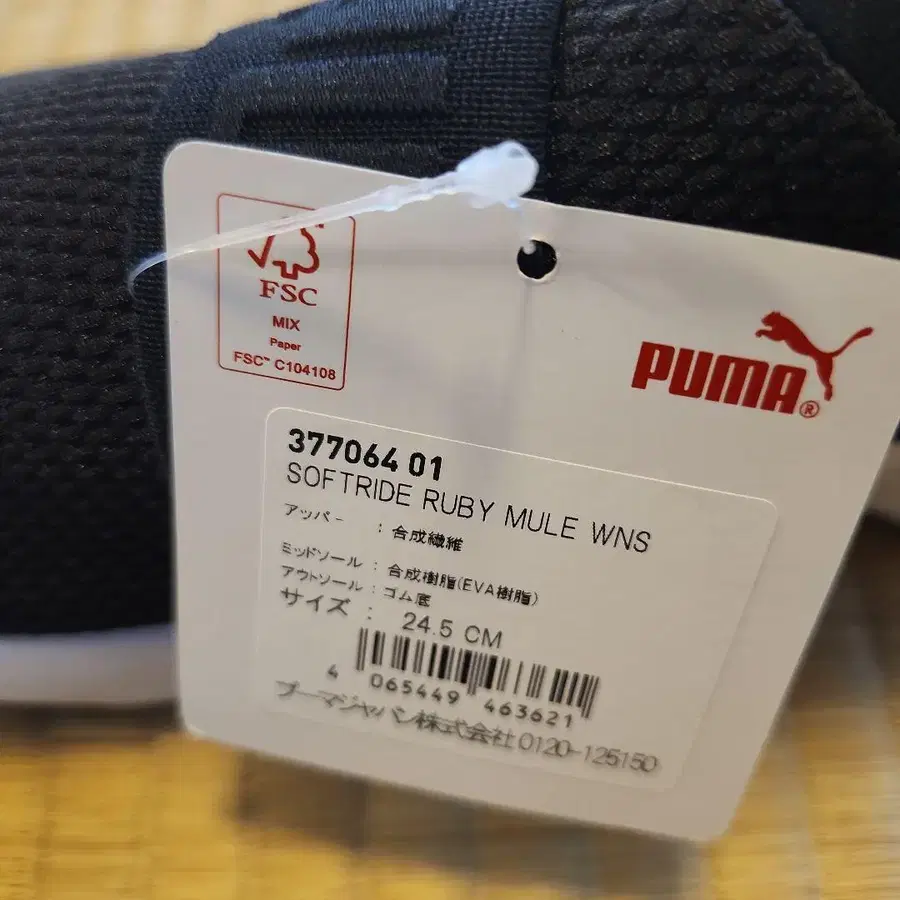 FSC
MIX
Paper
FSC™ C104108
PUMA®
377064 01
SOFTRIDE RUBY MULE WNS
アッパー : 合成繊維
ミッドソール : 合成樹脂(EVA樹脂)
アウトソール : ゴム底
サイズ : 24.5 CM
4 065449 463621
プーマジャパン株式会社 0120-125150